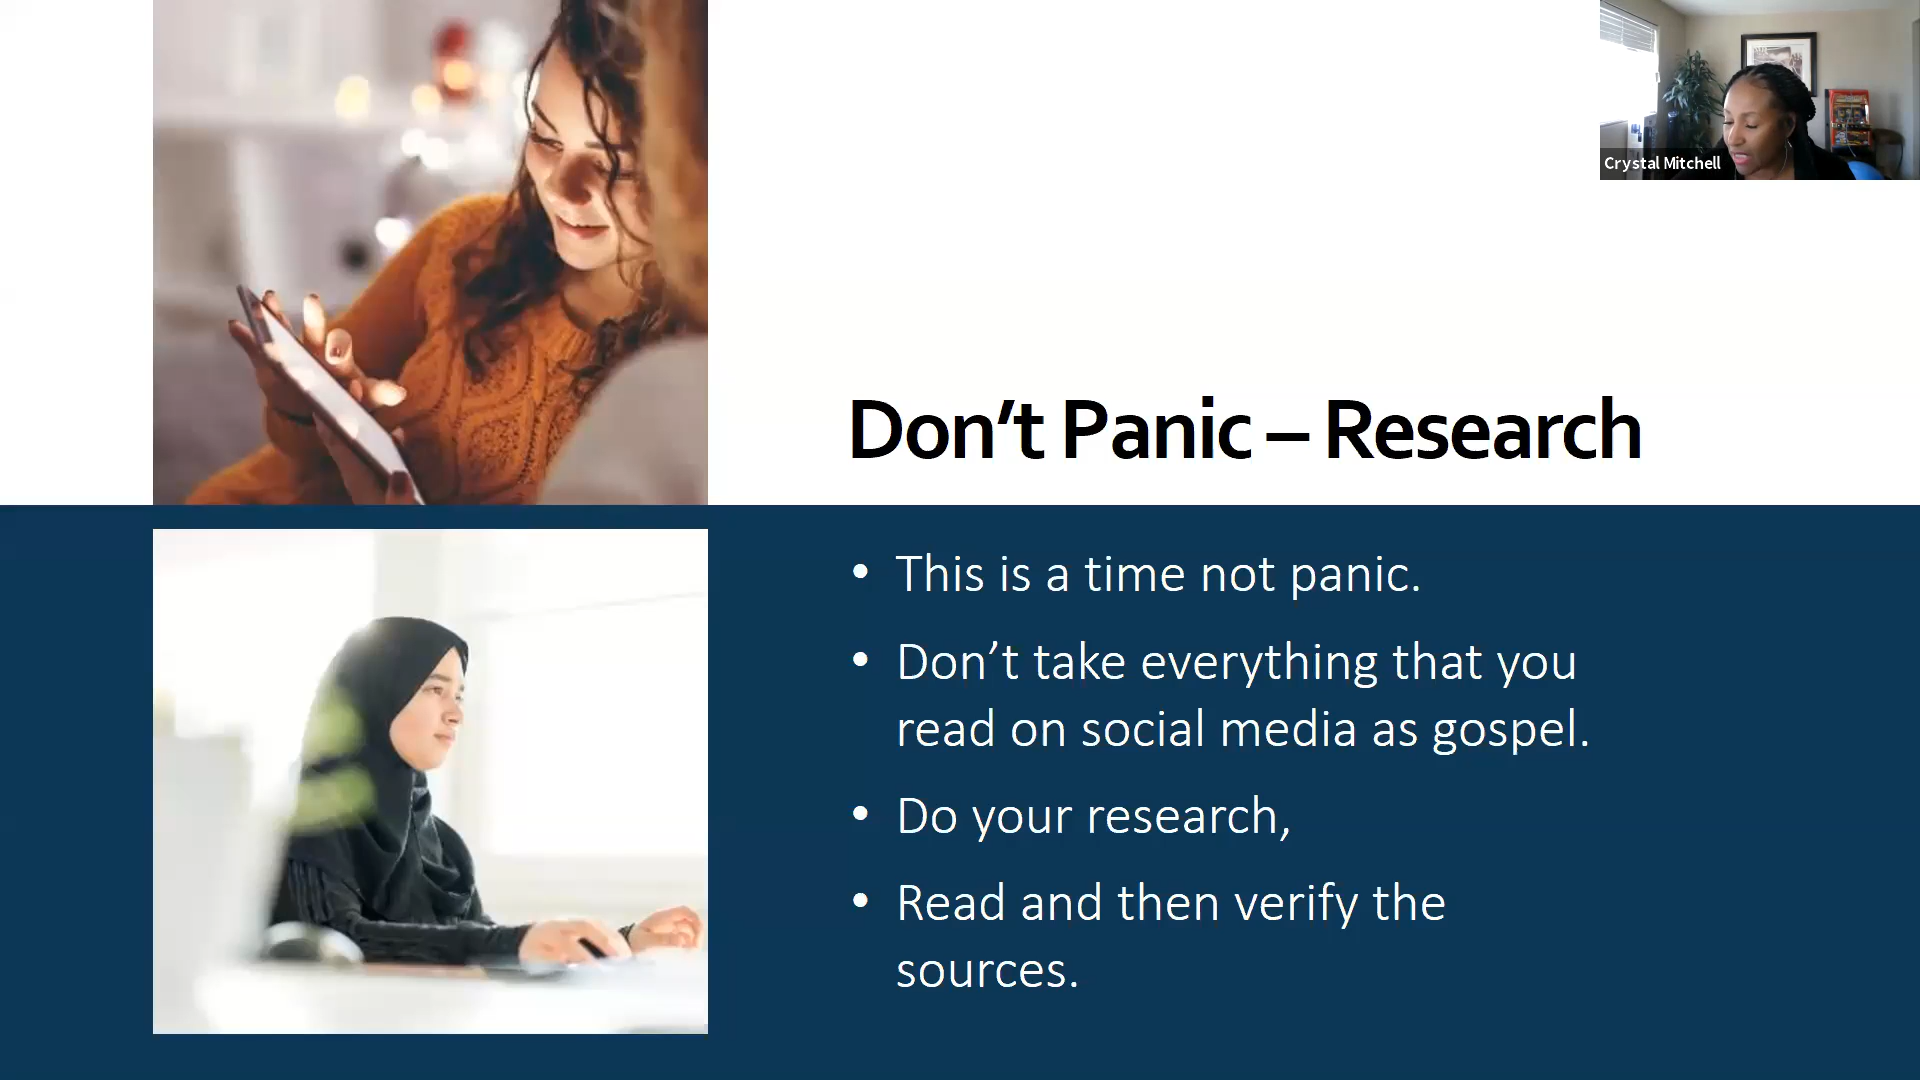 Crystal Mitchell
Don’t Panic – Research
• This is a time not panic.
• Don’t take everything that you
read on social media as gospel.
• Do your research,
• Read and then verify the
sources.